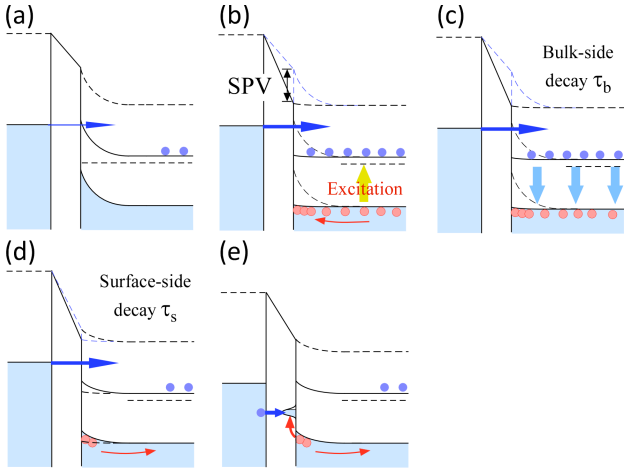 (a)
(b)
SPV
Excitation
(c)
Bulk-side
decay τb
(d)
Surface-side
decay τs
(e)